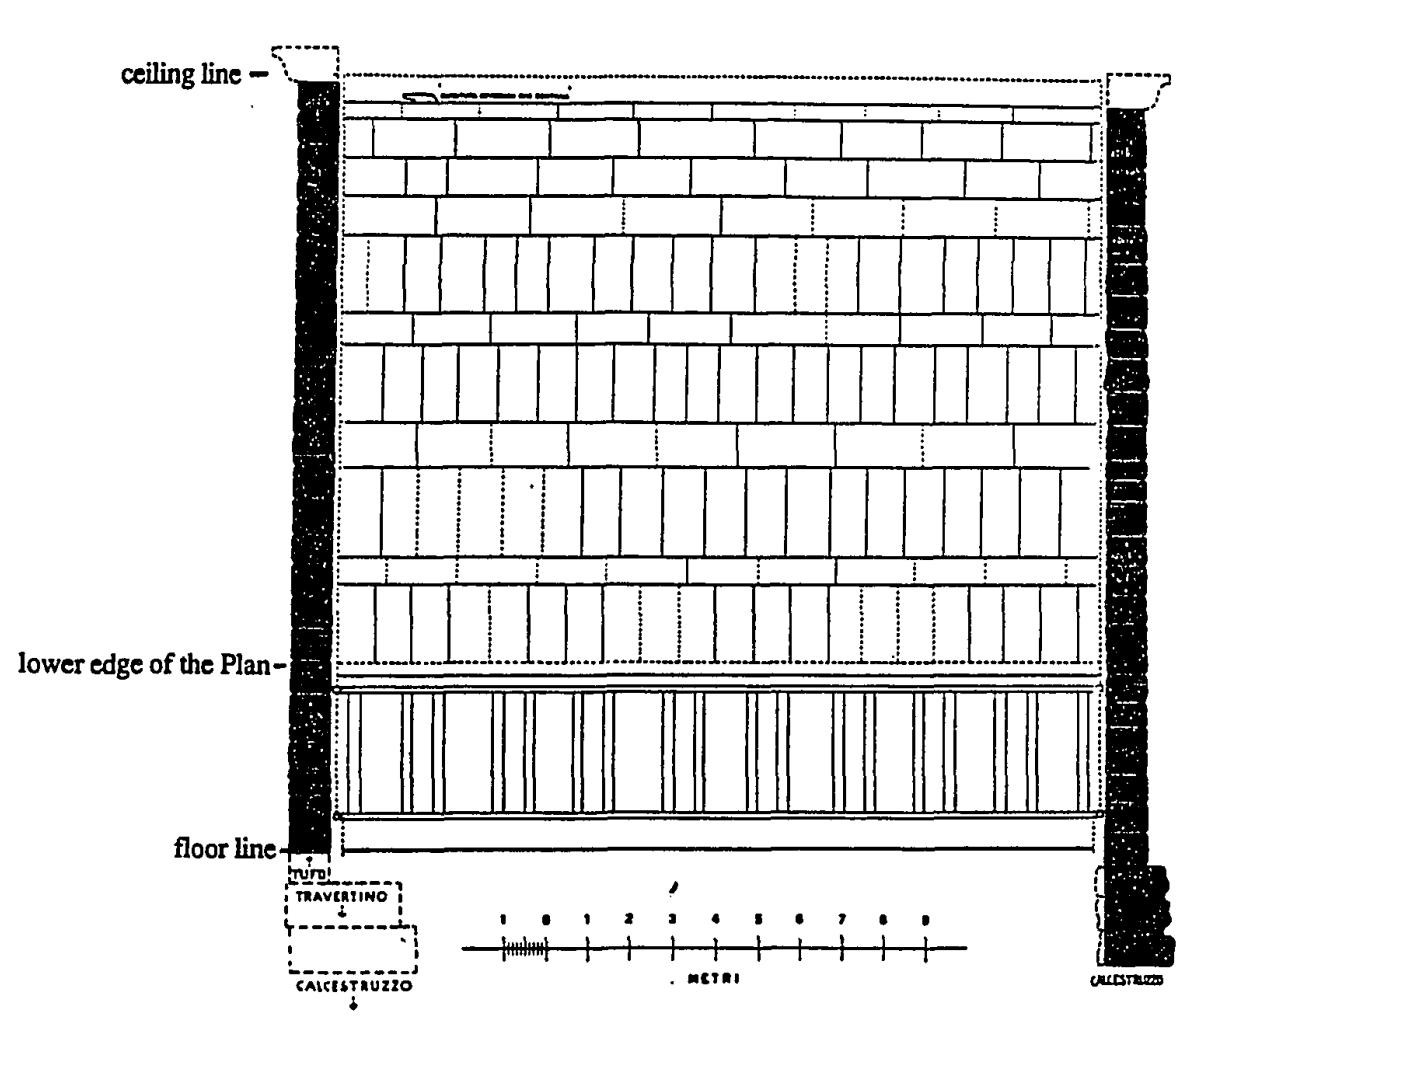 ceiling line
lower edge of the Plan
floor line
TUFO
TRAVERTINO
CALCESTRUZZO
1 0 1 2 3 4 5 6 7 8 9
METRI
CALCESTRUZZO